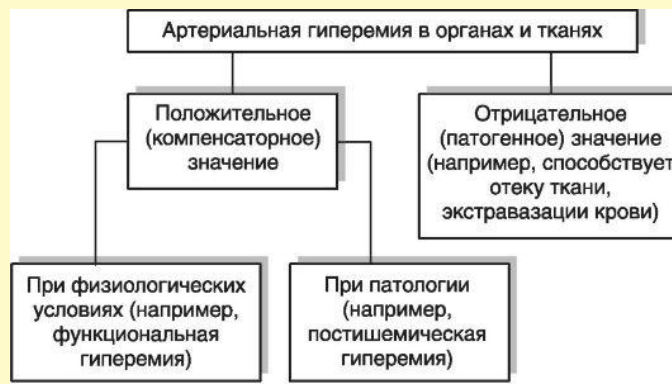 Артериальная гиперемия в органах и тканях
Положительное
(компенсаторное)
значение
Отрицательное
(патогенное) значение
(например, способствует
отеку ткани,
экстравазации крови)
При физиологических
условиях (например,
функциональная
гиперемия)
При патологии
(например,
постишемическая
гиперемия)